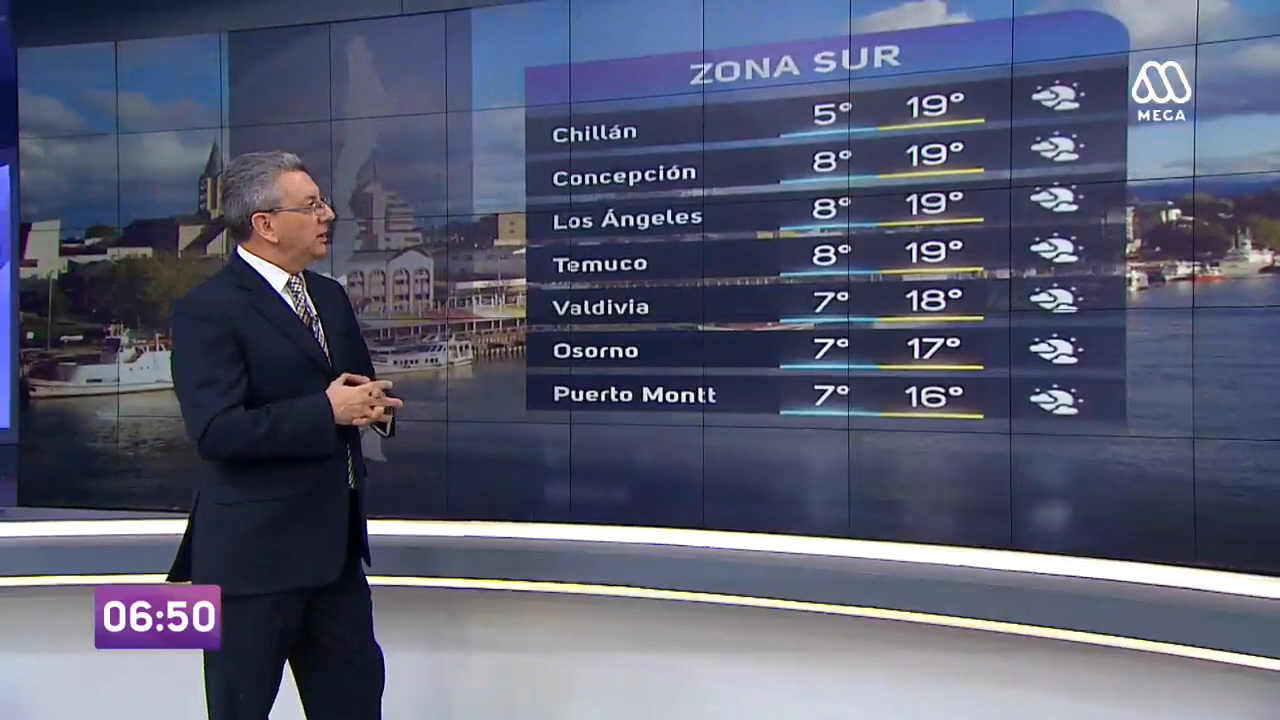 ZONA SUR
Chillán 5° 19°
Concepción 8° 19°
Los Ángeles 8° 19°
Temuco 8° 19°
Valdivia 7° 18°
Osorno 7° 17°
Puerto Montt 7° 16°
MEGA
06:50